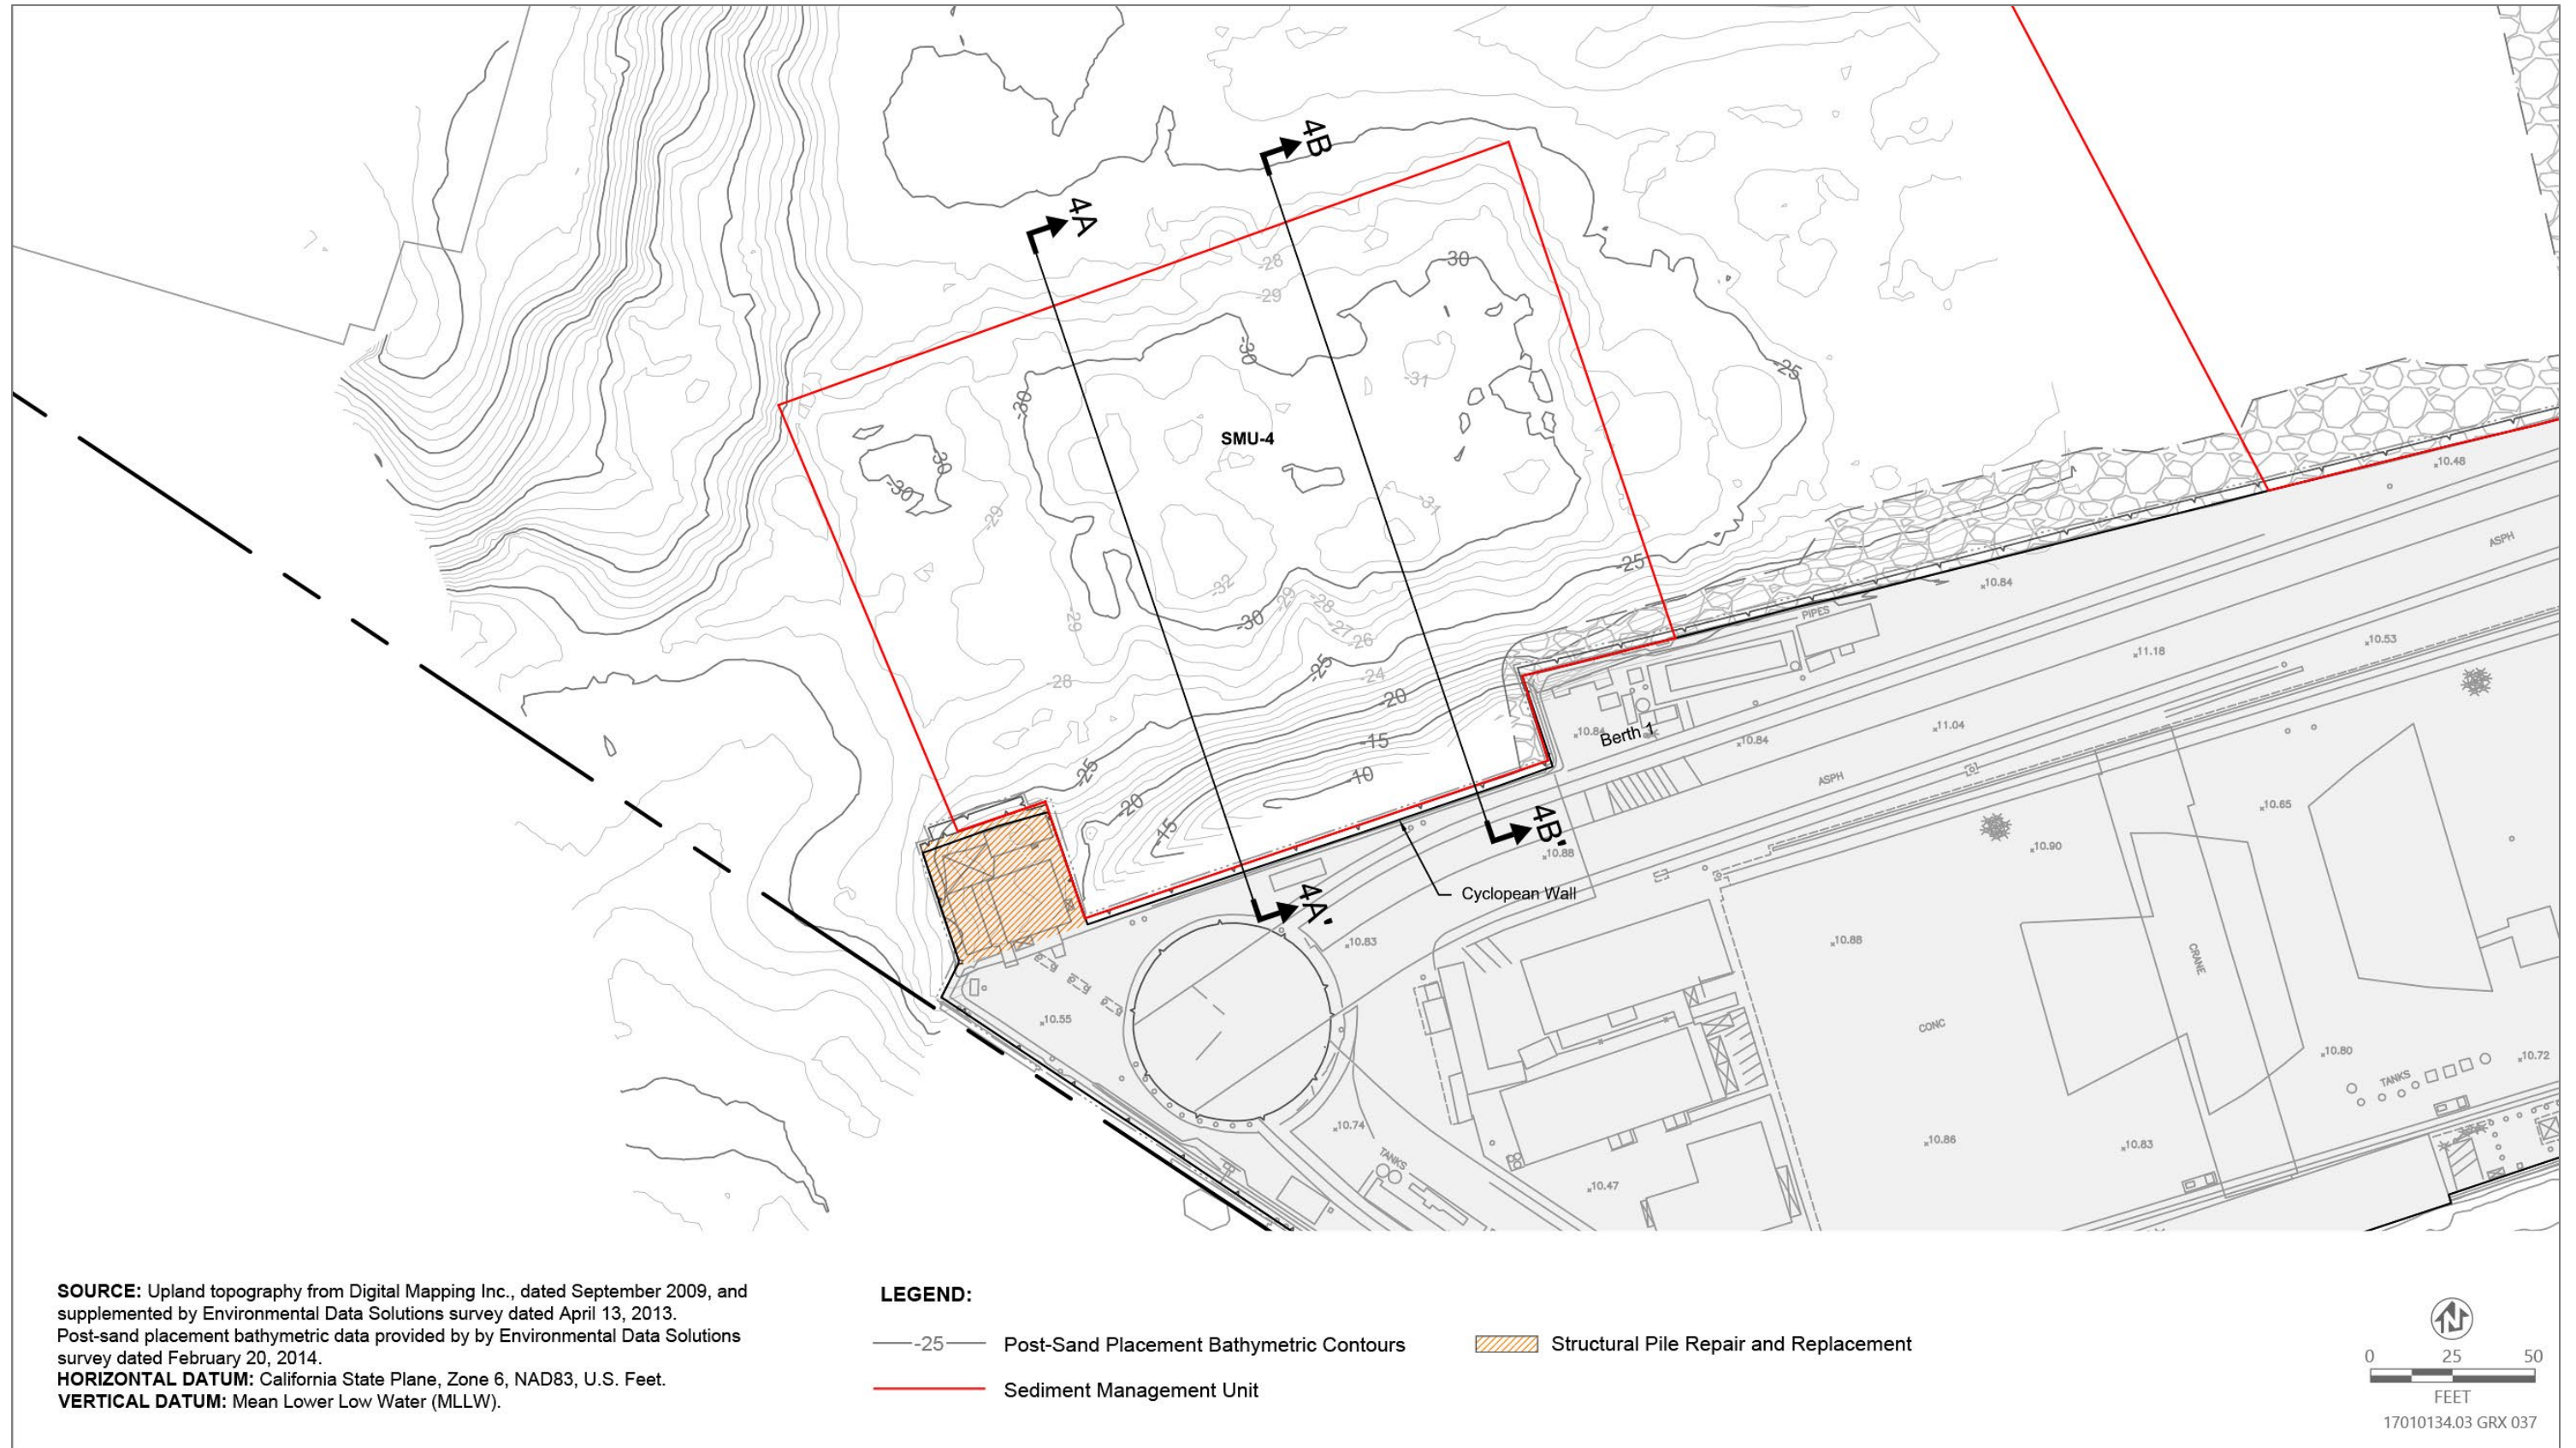 4B
4A
-28
-30
-29
-30
-31
-25
-30
SMU-4
10.48
-30
-30
-31
-29
ASPH
-25
-32
-29
-28
10.84
-29
-30
-27
-26
PIPES
10.53
11.18
-25
-24
-28
-20
11.04
10.84
Berth 1
10.84
-15
-25
-10
ASPH
-20
10.65
-15
4B'
10.88
10.90
Cyclopean Wall
4A'
10.83
10.88
CRANE
10.55
CONC
10.80
10.72
TANKS
10.74
10.86
10.83
TANKS
10.47
SOURCE: Upland topography from Digital Mapping Inc., dated September 2009, and
supplemented by Environmental Data Solutions survey dated April 13, 2013.
Post-sand placement bathymetric data provided by by Environmental Data Solutions
survey dated February 20, 2014.
HORIZONTAL DATUM: California State Plane, Zone 6, NAD83, U.S. Feet.
VERTICAL DATUM: Mean Lower Low Water (MLLW).
LEGEND:
-25 Post-Sand Placement Bathymetric Contours
Sediment Management Unit
Structural Pile Repair and Replacement
N
0 25 50
FEET
17010134.03 GRX 037